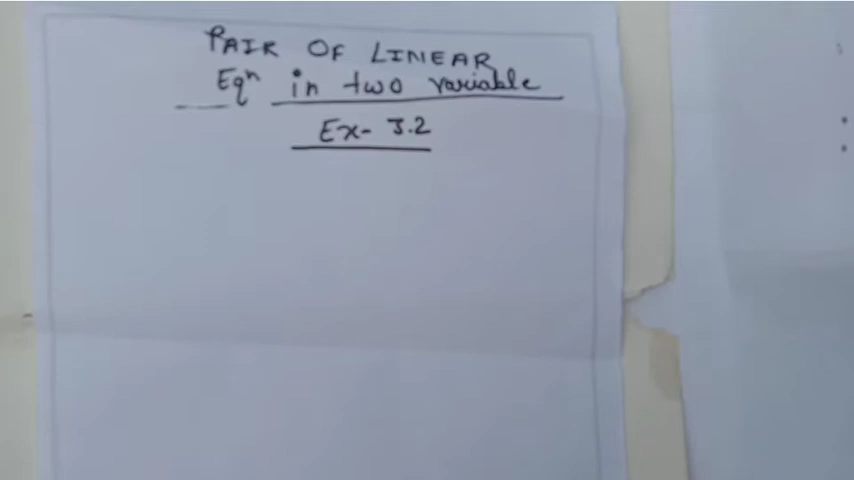 PAIR OF LINEAR
Eqⁿ in two variable
Ex- 3.2